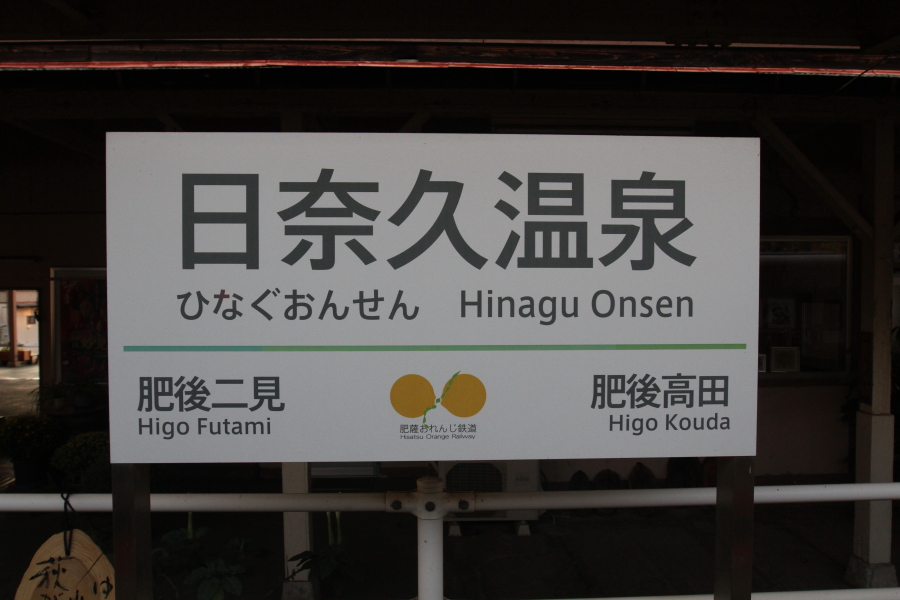 日奈久温泉
ひなぐおんせん Hinagu Onsen
肥後二見
Higo Futami
肥薩おれんじ鉄道
Hisatsu Orange Railway
肥後高田
Higo Kouda